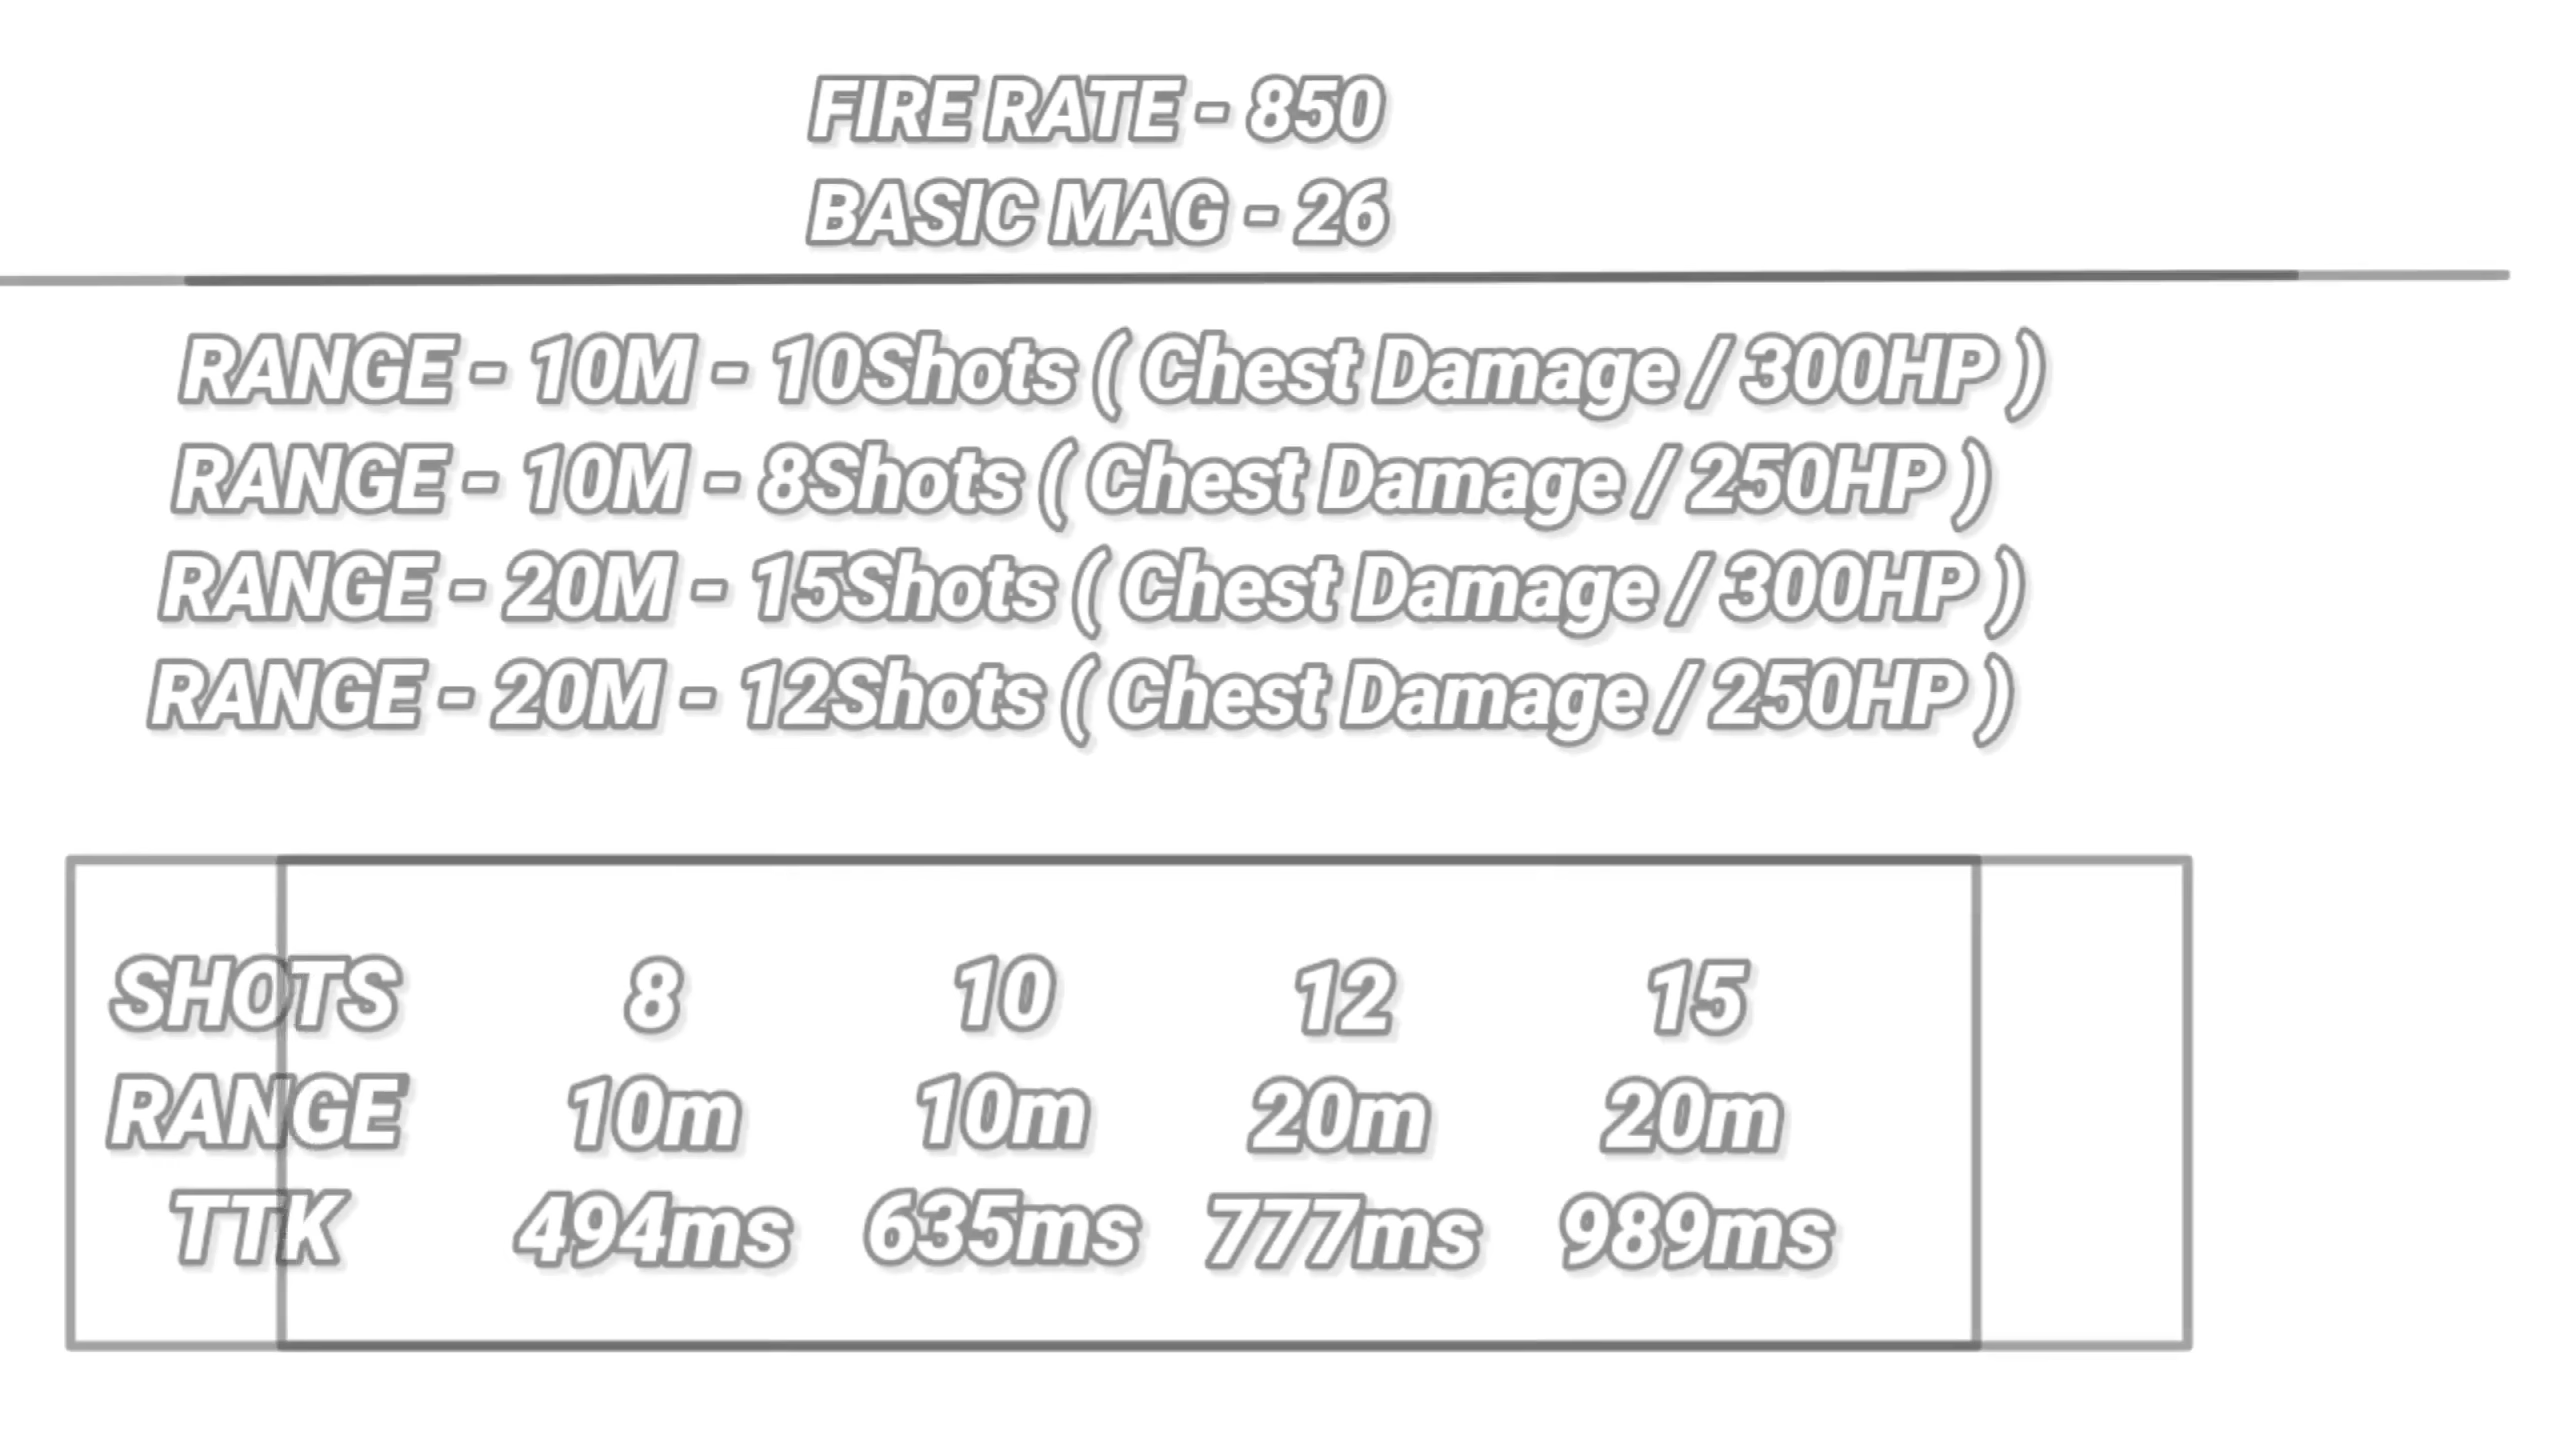 FIRE RATE - 850
BASIC MAG - 26
RANGE - 10M - 10Shots ( Chest Damage / 300HP )
RANGE - 10M - 8Shots ( Chest Damage / 250HP )
RANGE - 20M - 15Shots ( Chest Damage / 300HP )
RANGE - 20M - 12Shots ( Chest Damage / 250HP )
SHOTS 8 10 12 15
RANGE 10m 10m 20m 20m
TTK 494ms 635ms 777ms 989ms